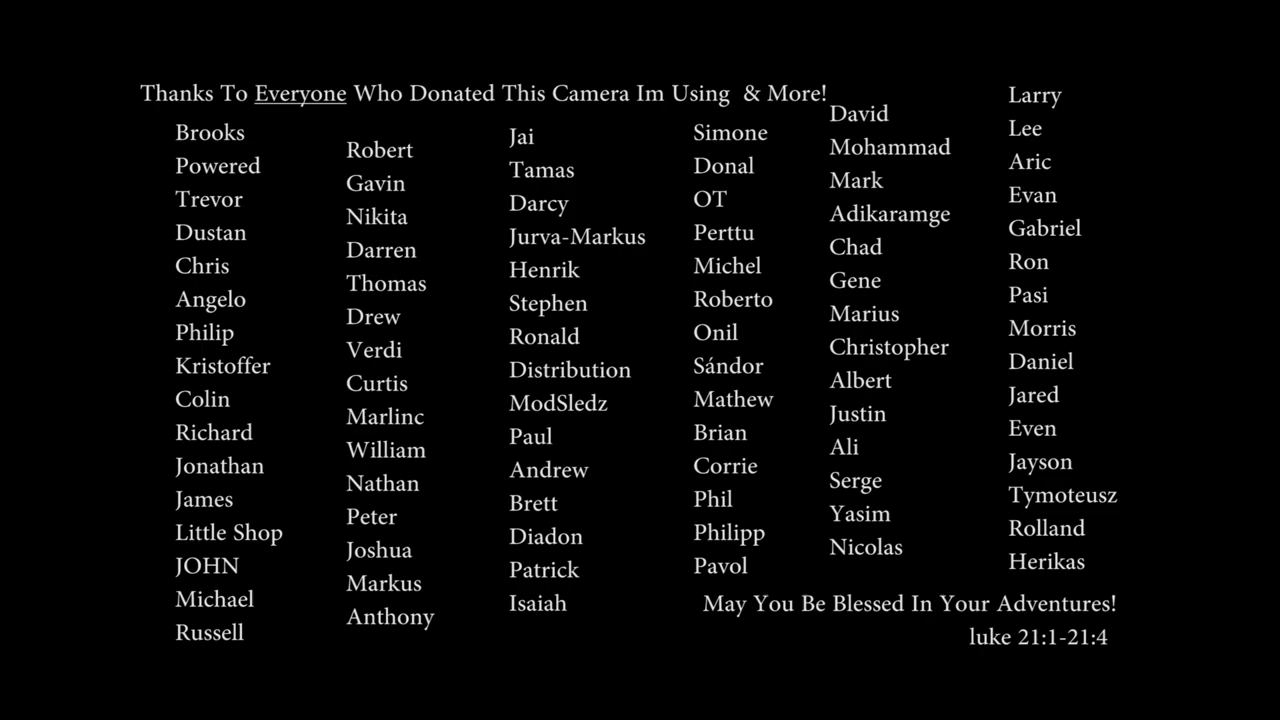 Thanks To Everyone Who Donated This Camera Im Using & More!
Brooks
Powered
Trevor
Dustan
Chris
Angelo
Philip
Kristoffer
Colin
Richard
Jonathan
James
Little Shop
JOHN
Michael
Russell
Robert
Gavin
Nikita
Darren
Thomas
Drew
Verdi
Curtis
Marlinc
William
Nathan
Peter
Joshua
Markus
Anthony
Jai
Tamas
Darcy
Jurva-Markus
Henrik
Stephen
Ronald
Distribution
ModSledz
Paul
Andrew
Brett
Diadon
Patrick
Isaiah
Simone
Donal
OT
Perttu
Michel
Roberto
Onil
Sándor
Mathew
Brian
Corrie
Phil
Philipp
Pavol
David
Mohammad
Mark
Adikaramge
Chad
Gene
Marius
Christopher
Albert
Justin
Ali
Serge
Yasim
Nicolas
Larry
Lee
Aric
Evan
Gabriel
Ron
Pasi
Morris
Daniel
Jared
Even
Jayson
Tymoteusz
Rolland
Herikas
May You Be Blessed In Your Adventures!
luke 21:1-21:4